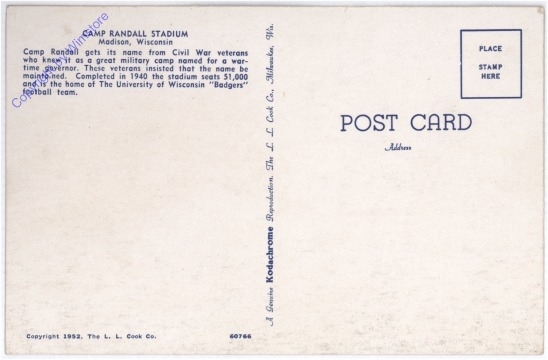 CAMP RANDALL STADIUM
Madison, Wisconsin
Camp Randall gets its name from Civil War veterans
who knew it as a great military camp named for a war-
time governor. These veterans insisted that the name be
maintained. Completed in 1940 the stadium seats 51,000
and is the home of The University of Wisconsin "Badgers"
football team.
Copyright 1952, The L. L. Cook Co.
60766
A Genuine Kodachrome Reproduction, The L. L. Cook Co., Milwaukee, Wis.
PLACE
STAMP
HERE
POST CARD
Address